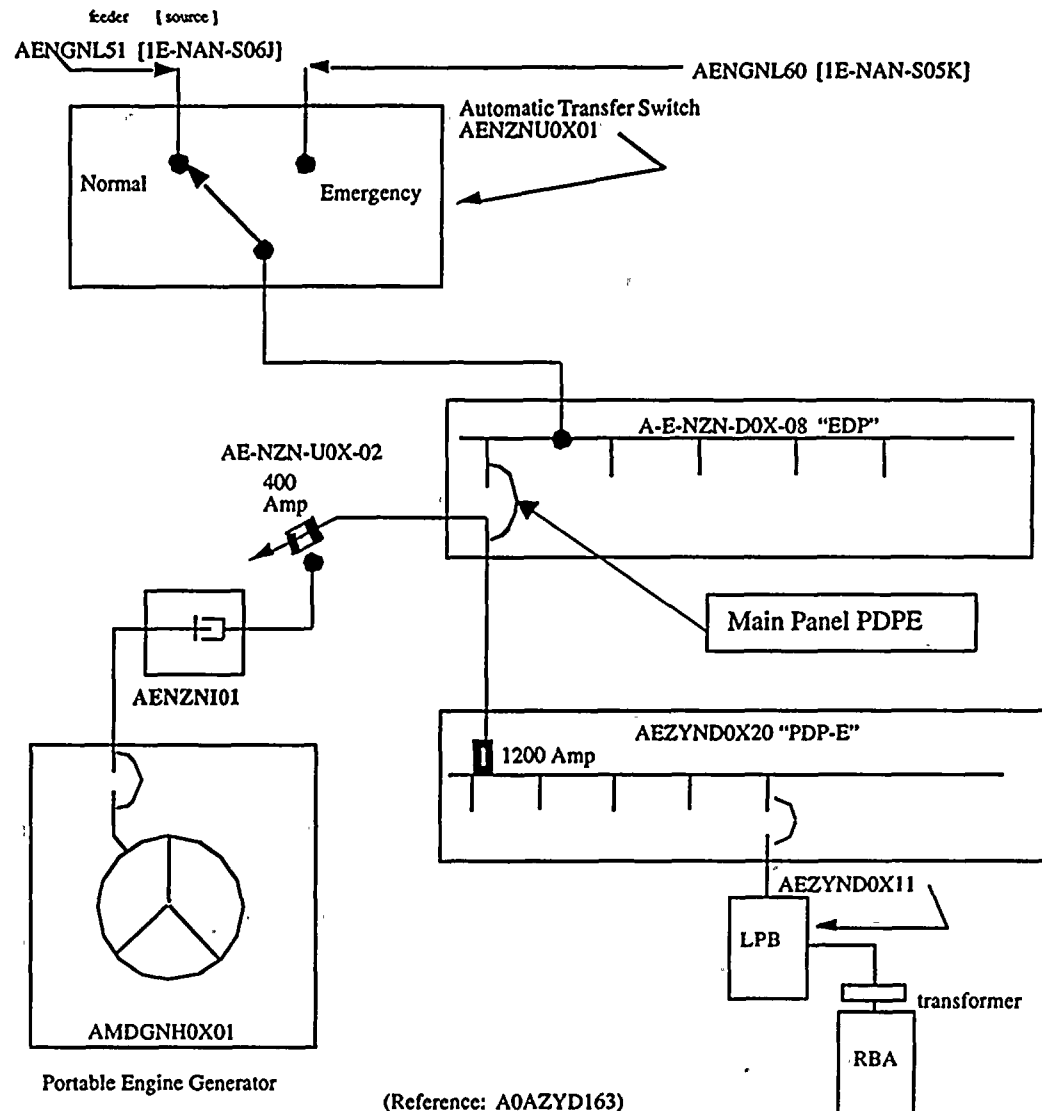 feeder [ source ]
AENGNL51 [1E-NAN-S06J]
AENGNL60 [1E-NAN-S05K]
Automatic Transfer Switch
AENZNU0X01
Normal
Emergency
A-E-NZN-D0X-08 “EDP”
AE-NZN-U0X-02
400
Amp
Main Panel PDPE
AENZNI01
AEZYND0X20 “PDP-E”
1200 Amp
AEZYND0X11
LPB
transformer
AMDGNH0X01
RBA
Portable Engine Generator
(Reference: A0AZYD163)